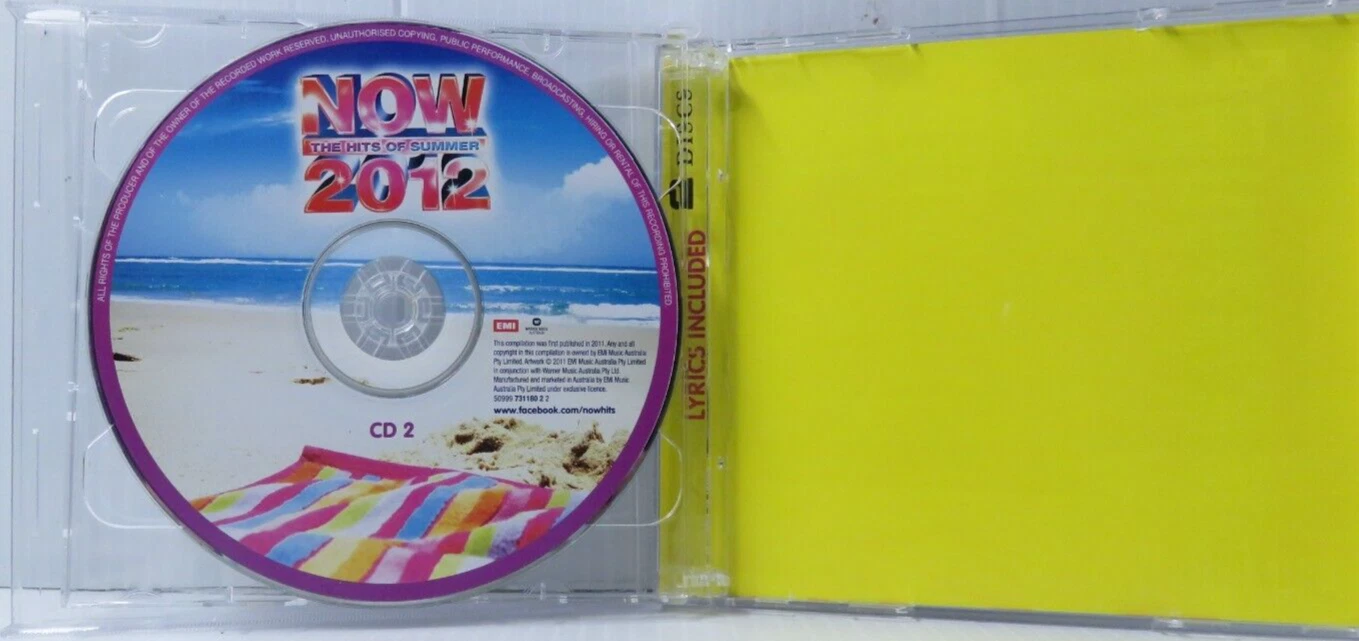 ALL RIGHTS OF THE PRODUCER AND OF THE OWNER OF THE RECORDED WORK RESERVED. UNAUTHORISED COPYING, PUBLIC PERFORMANCE, BROADCASTING, HIRING OR RENTAL OF THIS RECORDING PROHIBITED.
NOW
THE HITS OF SUMMER
2012
EMI
This compilation was first published in 2011. Any and all
copyright in this compilation is owned by EMI Music Australia
Pty Limited. Artwork © 2011 EMI Music Australia Pty Limited
in conjunction with Warner Music Australia Pty Ltd.
Manufactured and marketed in Australia by EMI Music
Australia Pty Limited under exclusive licence.
50999 731160 2 2
www.facebook.com/nowhits
CD 2
2 DISCS
LYRICS INCLUDED